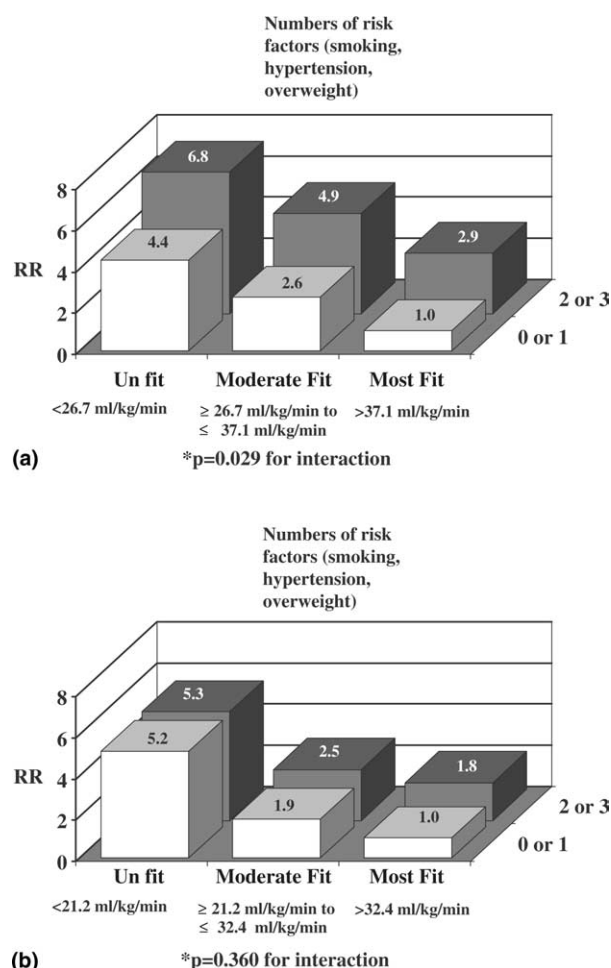 Numbers of risk
factors (smoking,
hypertension,
overweight)
8
6
4
2
0
RR
6.8
4.9
2.9
4.4
2.6
1.0
2 or 3
0 or 1
Un fit
Moderate Fit
Most Fit
<26.7 ml/kg/min
≥ 26.7 ml/kg/min to
≤ 37.1 ml/kg/min
>37.1 ml/kg/min
(a)
*p=0.029 for interaction
Numbers of risk
factors (smoking,
hypertension,
overweight)
8
6
4
2
0
RR
5.3
2.5
1.8
5.2
1.9
1.0
2 or 3
0 or 1
Un fit
Moderate Fit
Most Fit
<21.2 ml/kg/min
≥ 21.2 ml/kg/min to
≤ 32.4 ml/kg/min
>32.4 ml/kg/min
(b)
*p=0.360 for interaction